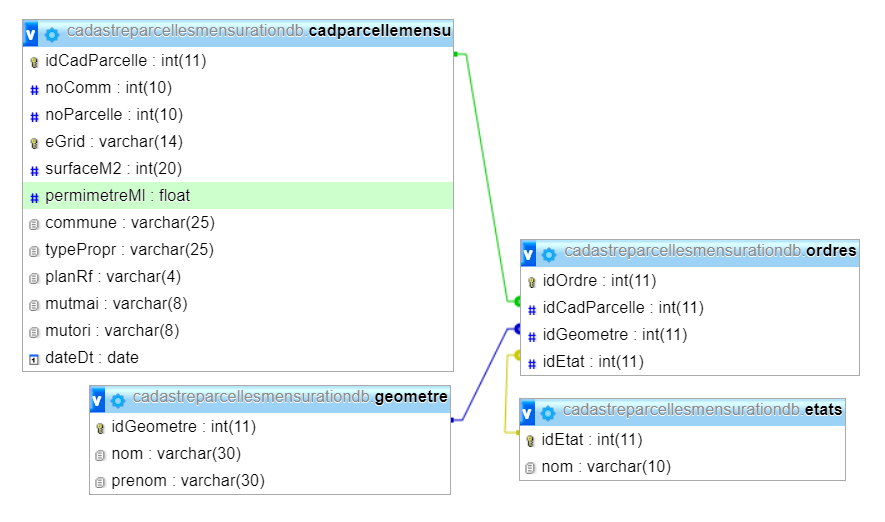 cadastreparcellesmensurationdb.cadparcellemensu
idCadParcelle : int(11)
noComm : int(10)
noParcelle : int(10)
eGrid : varchar(14)
surfaceM2 : int(20)
permimetreMl : float
commune : varchar(25)
typePropr : varchar(25)
planRf : varchar(4)
mutmai : varchar(8)
mutori : varchar(8)
dateDt : date
cadastreparcellesmensurationdb.ordres
idOrdre : int(11)
idCadParcelle : int(11)
idGeometre : int(11)
idEtat : int(11)
cadastreparcellesmensurationdb.geometre
idGeometre : int(11)
nom : varchar(30)
prenom : varchar(30)
cadastreparcellesmensurationdb.etats
idEtat : int(11)
nom : varchar(10)